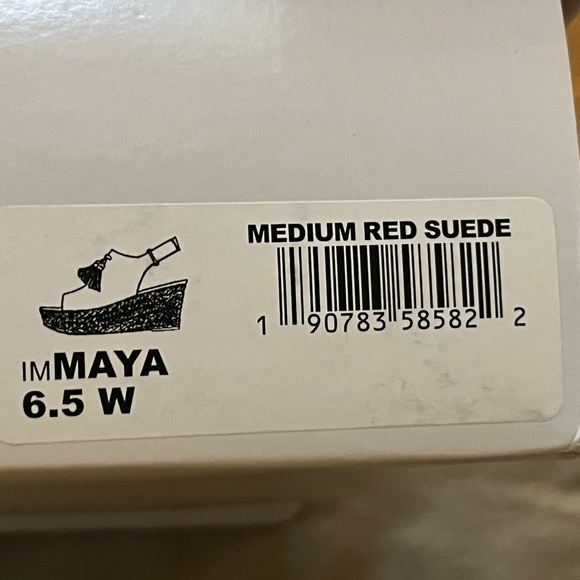 MEDIUM RED SUEDE
1 90783 58582 2
IMMAYA
6.5 W